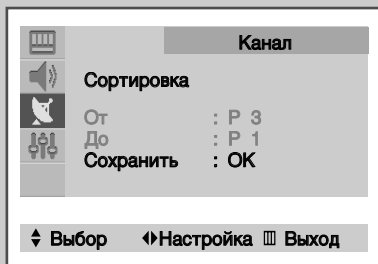 Канал
Сортировка
От : P 3
До : P 1
Сохранить : OK
Выбор Настройка Выход